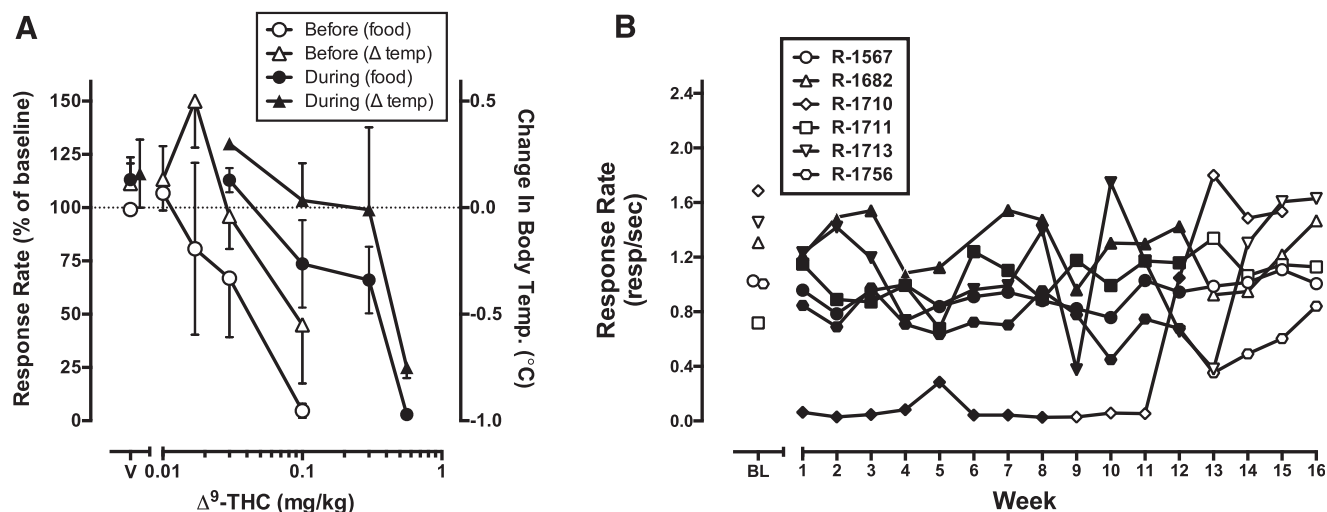 A
Before (food)
Before (Δ temp)
During (food)
During (Δ temp)
Response Rate (% of baseline)
150
125
100
75
50
25
0
0.5
0.0
-0.5
-1.0
Change In Body Temp. (°C)
V 0.01 0.1 1
Δ9-THC (mg/kg)
B
R-1567
R-1682
R-1710
R-1711
R-1713
R-1756
Response Rate
(resp/sec)
2.4
2.0
1.6
1.2
0.8
0.4
0.0
BL 1 2 3 4 5 6 7 8 9 10 11 12 13 14 15 16
Week